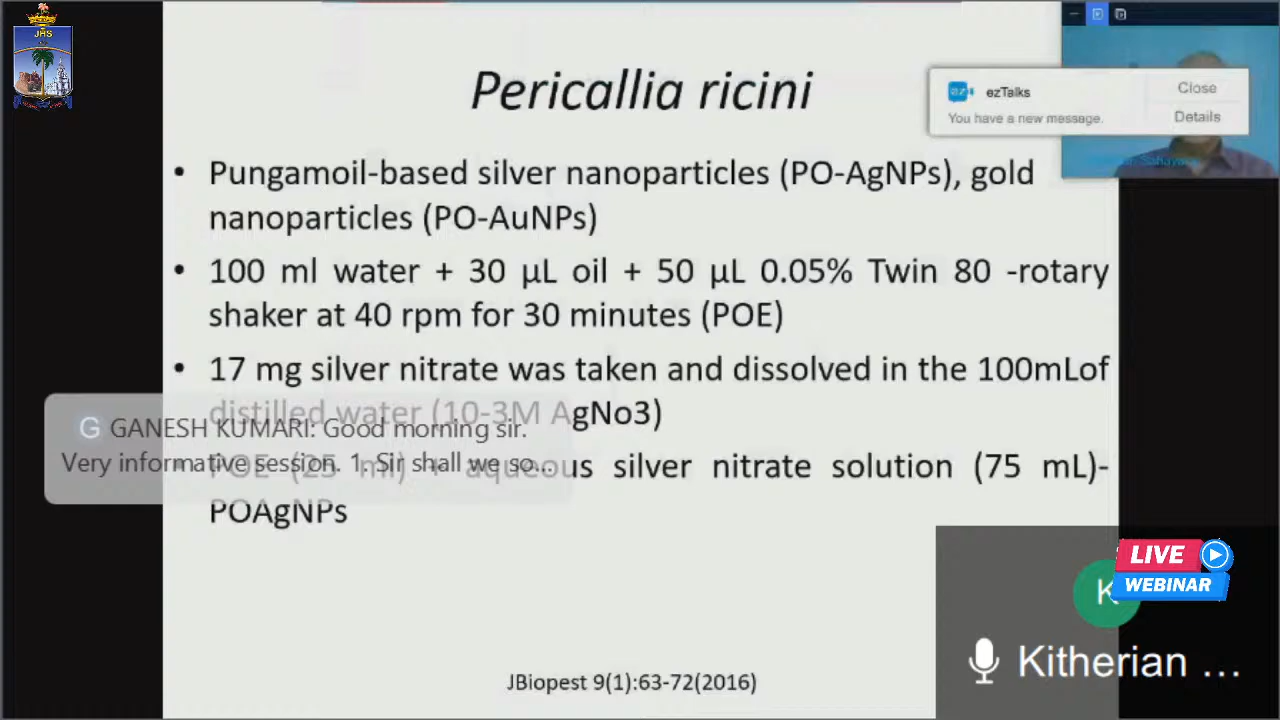 JHS
Pericallia ricini
ezTalks
You have a new message.
Close
Details
Sahaya
• Pungamoil-based silver nanoparticles (PO-AgNPs), gold
nanoparticles (PO-AuNPs)
• 100 ml water + 30 µL oil + 50 µL 0.05% Twin 80 -rotary
shaker at 40 rpm for 30 minutes (POE)
• 17 mg silver nitrate was taken and dissolved in the 100mLof
distilled water (10-3M AgNo3)
• POE (25 ml) + aqueous silver nitrate solution (75 mL)-
POAgNPs
G GANESH KUMARI: Good morning sir.
Very informative session. 1. Sir shall we so...
JBiopest 9(1):63-72(2016)
LIVE
WEBINAR
K
Kitherian ...